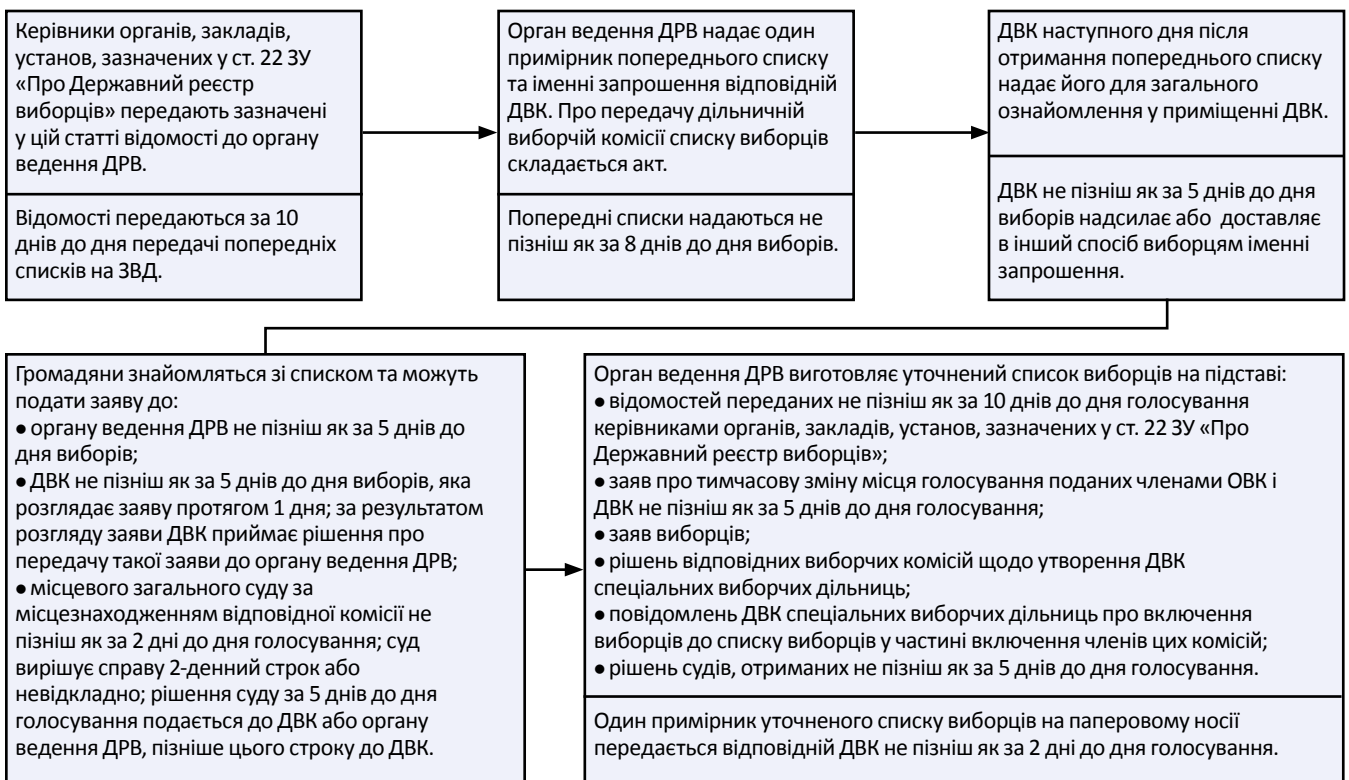 Керівники органів, закладів,
установ, зазначених у ст. 22 ЗУ
«Про Державний реєстр
виборців» передають зазначені
у цій статті відомості до органу
ведення ДРВ.
Відомості передаються за 10
днів до дня передачі попередніх
списків на ЗВД.
Орган ведення ДРВ надає один
примірник попереднього списку
та іменні запрошення відповідній
ДВК. Про передачу дільничній
виборчій комісії списку виборців
складається акт.
Попередні списки надаються не
пізніш як за 8 днів до дня виборів.
ДВК наступного дня після
отримання попереднього списку
надає його для загального
ознайомлення у приміщенні ДВК.
ДВК не пізніш як за 5 днів до дня
виборів надсилає або доставляє
в інший спосіб виборцям іменні
запрошення.
Громадяни знайомляться зі списком та можуть
подати заяву до:
• органу ведення ДРВ не пізніш як за 5 днів до
дня виборів;
• ДВК не пізніш як за 5 днів до дня виборів, яка
розглядає заяву протягом 1 дня; за результатом
розгляду заяви ДВК приймає рішення про
передачу такої заяви до органу ведення ДРВ;
• місцевого загального суду за
місцезнаходженням відповідної комісії не
пізніш як за 2 дні до дня голосування; суд
вирішує справу 2-денний строк або
невідкладно; рішення суду за 5 днів до дня
голосування подається до ДВК або органу
ведення ДРВ, пізніше цього строку до ДВК.
Орган ведення ДРВ виготовляє уточнений список виборців на підставі:
• відомостей переданих не пізніш як за 10 днів до дня голосування
керівниками органів, закладів, установ, зазначених у ст. 22 ЗУ «Про
Державний реєстр виборців»;
• заяв про тимчасову зміну місця голосування поданих членами ОВК і
ДВК не пізніш як за 5 днів до дня голосування;
• заяв виборців;
• рішень відповідних виборчих комісій щодо утворення ДВК
спеціальних виборчих дільниць;
• повідомлень ДВК спеціальних виборчих дільниць про включення
виборців до списку виборців у частині включення членів цих комісій;
• рішень судів, отриманих не пізніш як за 5 днів до дня голосування.
Один примірник уточненого списку виборців на паперовому носії
передається відповідній ДВК не пізніш як за 2 дні до дня голосування.